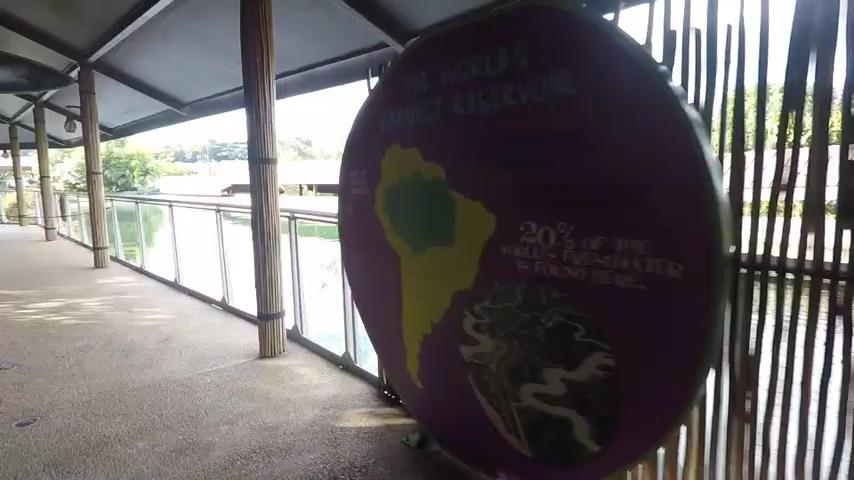 THE WORLD'S
LARGEST RESERVOIR
20% OF THE
WORLD'S FRESHWATER
IS FOUND HERE.